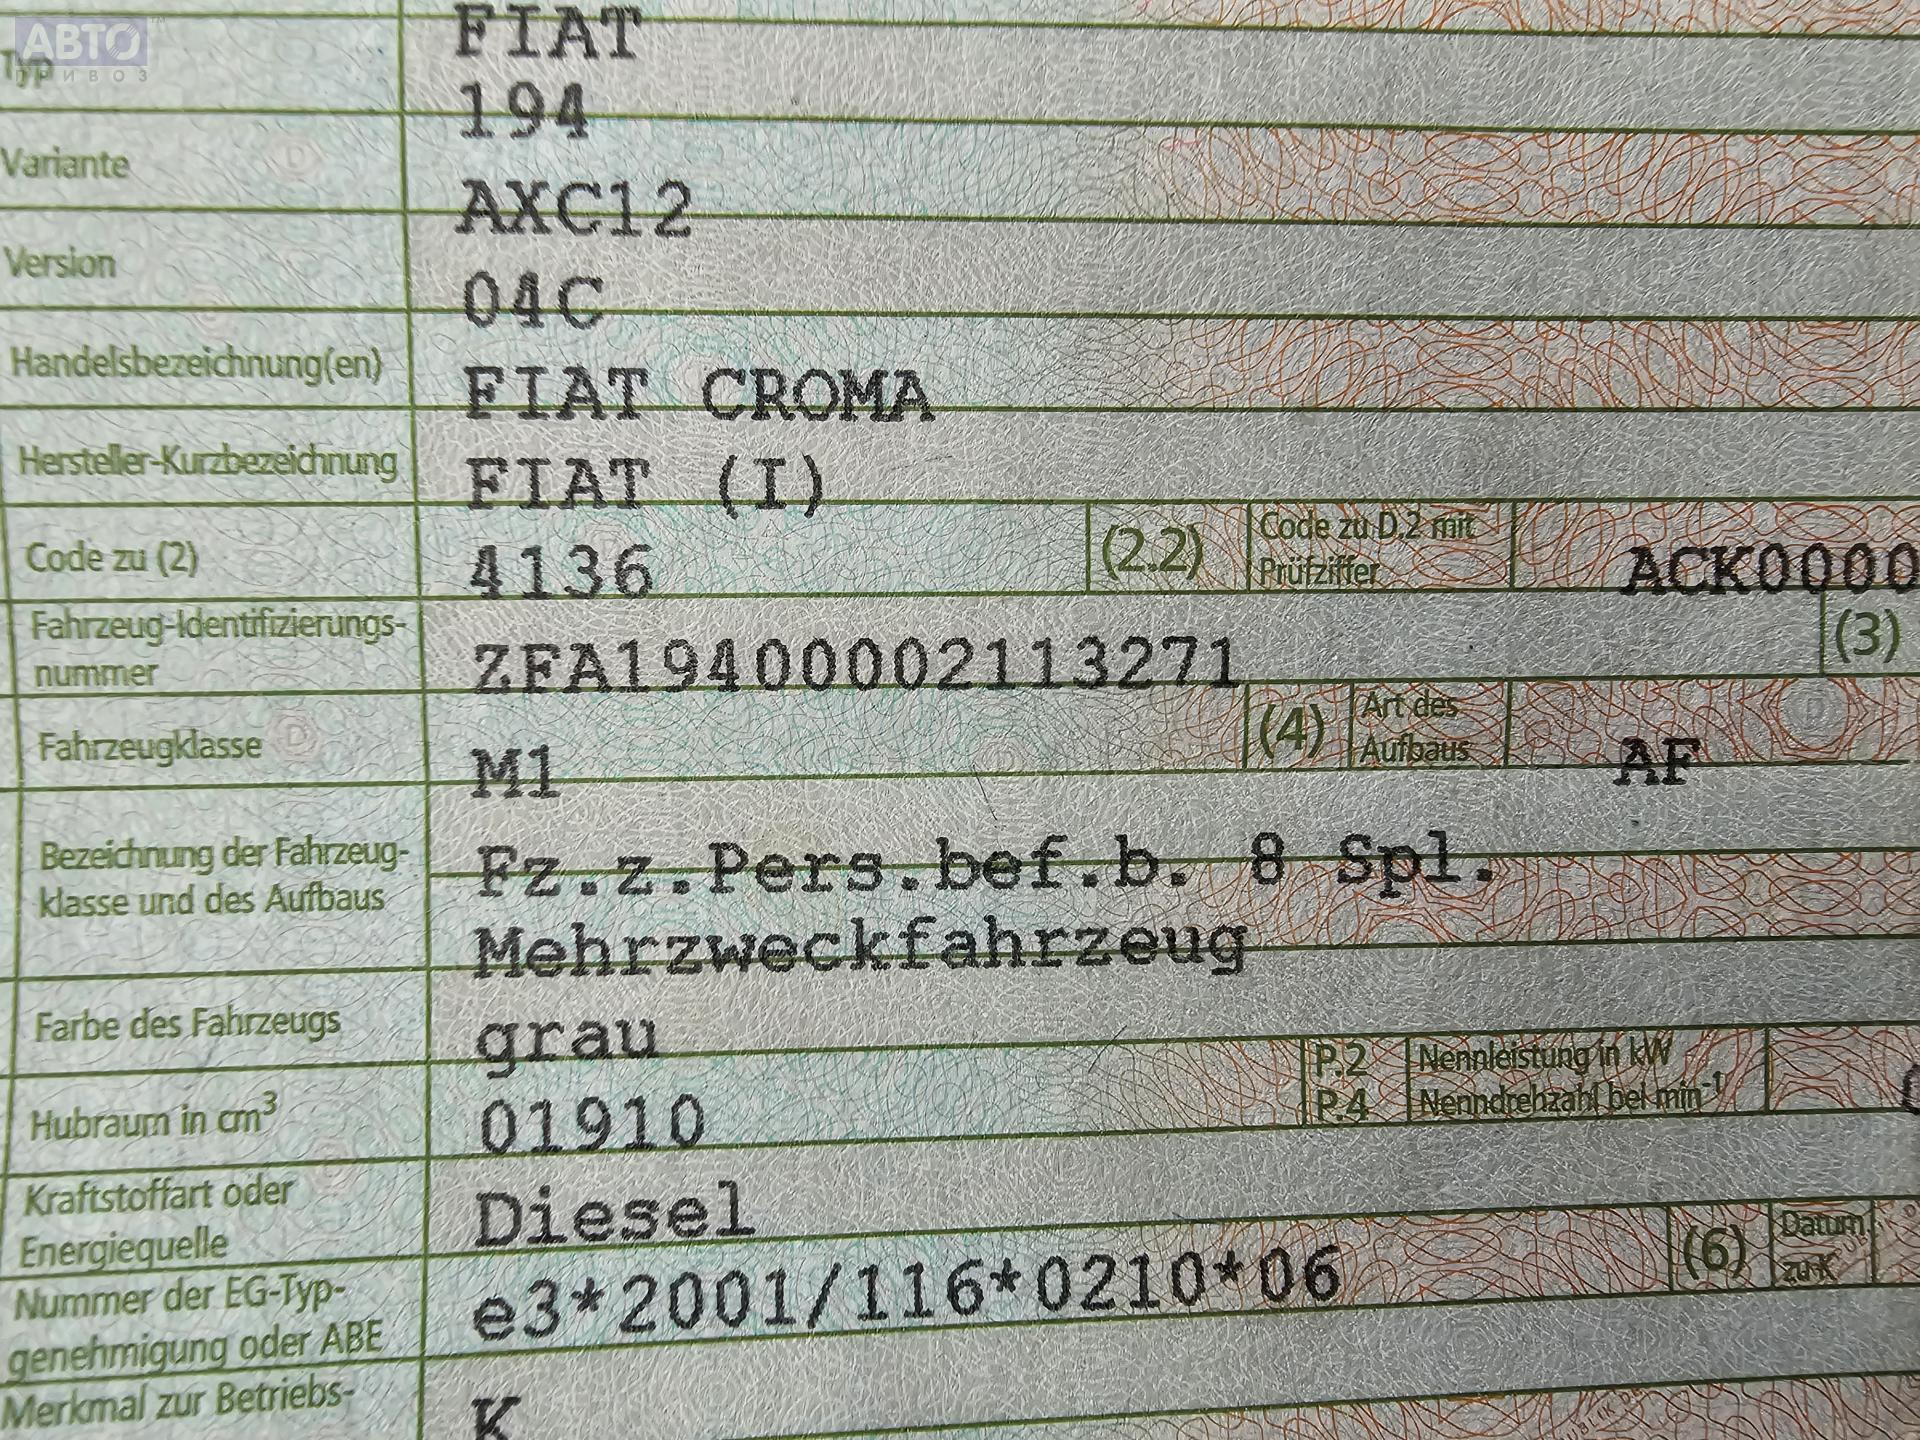 АВТО
ПРИВОЗ
FIAT
Typ
194
Variante
AXC12
Version
04C
Handelsbezeichnung(en)
FIAT CROMA
Hersteller-Kurzbezeichnung
FIAT (I)
Code zu (2)
4136
(2.2)
Code zu D.2 mit
Prüfziffer
ACK0000
Fahrzeug-Identifizierungs-
nummer
ZFA19400002113271
(3)
Fahrzeugklasse
M1
(4)
Art des
Aufbaus
AF
Bezeichnung der Fahrzeug-
klasse und des Aufbaus
Fz.z.Pers.bef.b. 8 Spl.
Mehrzweckfahrzeug
Farbe des Fahrzeugs
grau
Hubraum in cm³
01910
P.2
P.4
Nennleistung in kW
Nenndrehzahl bei min⁻¹
Kraftstoffart oder
Energiequelle
Diesel
Nummer der EG-Typ-
genehmigung oder ABE
e3*2001/116*0210*06
(6)
Datum
zu K
Merkmal zur Betriebs-
K